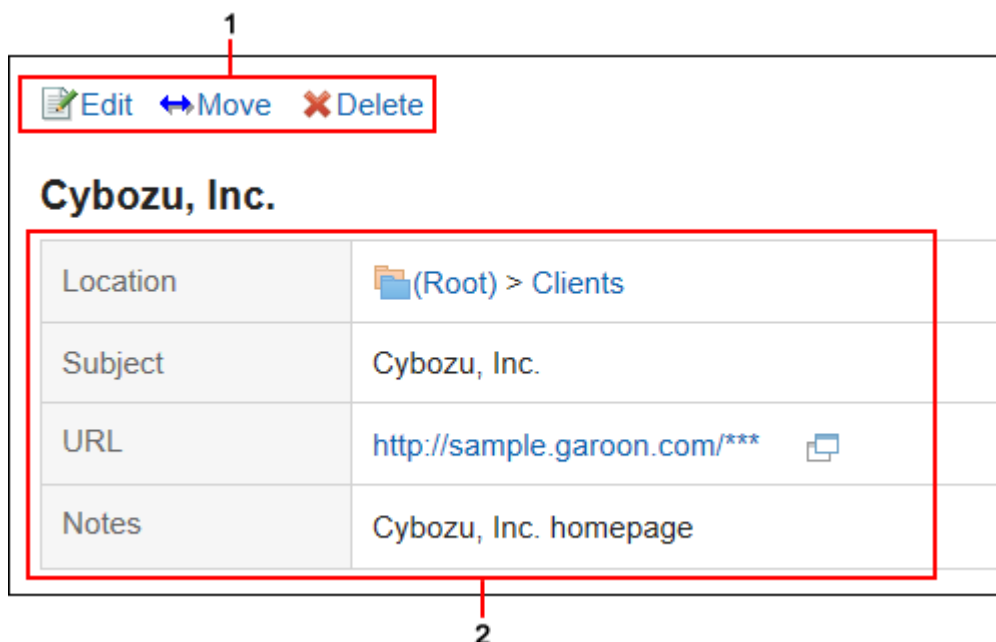 1
Edit Move Delete
Cybozu, Inc.
Location (Root) > Clients
Subject Cybozu, Inc.
URL http://sample.garoon.com/***
Notes Cybozu, Inc. homepage
2